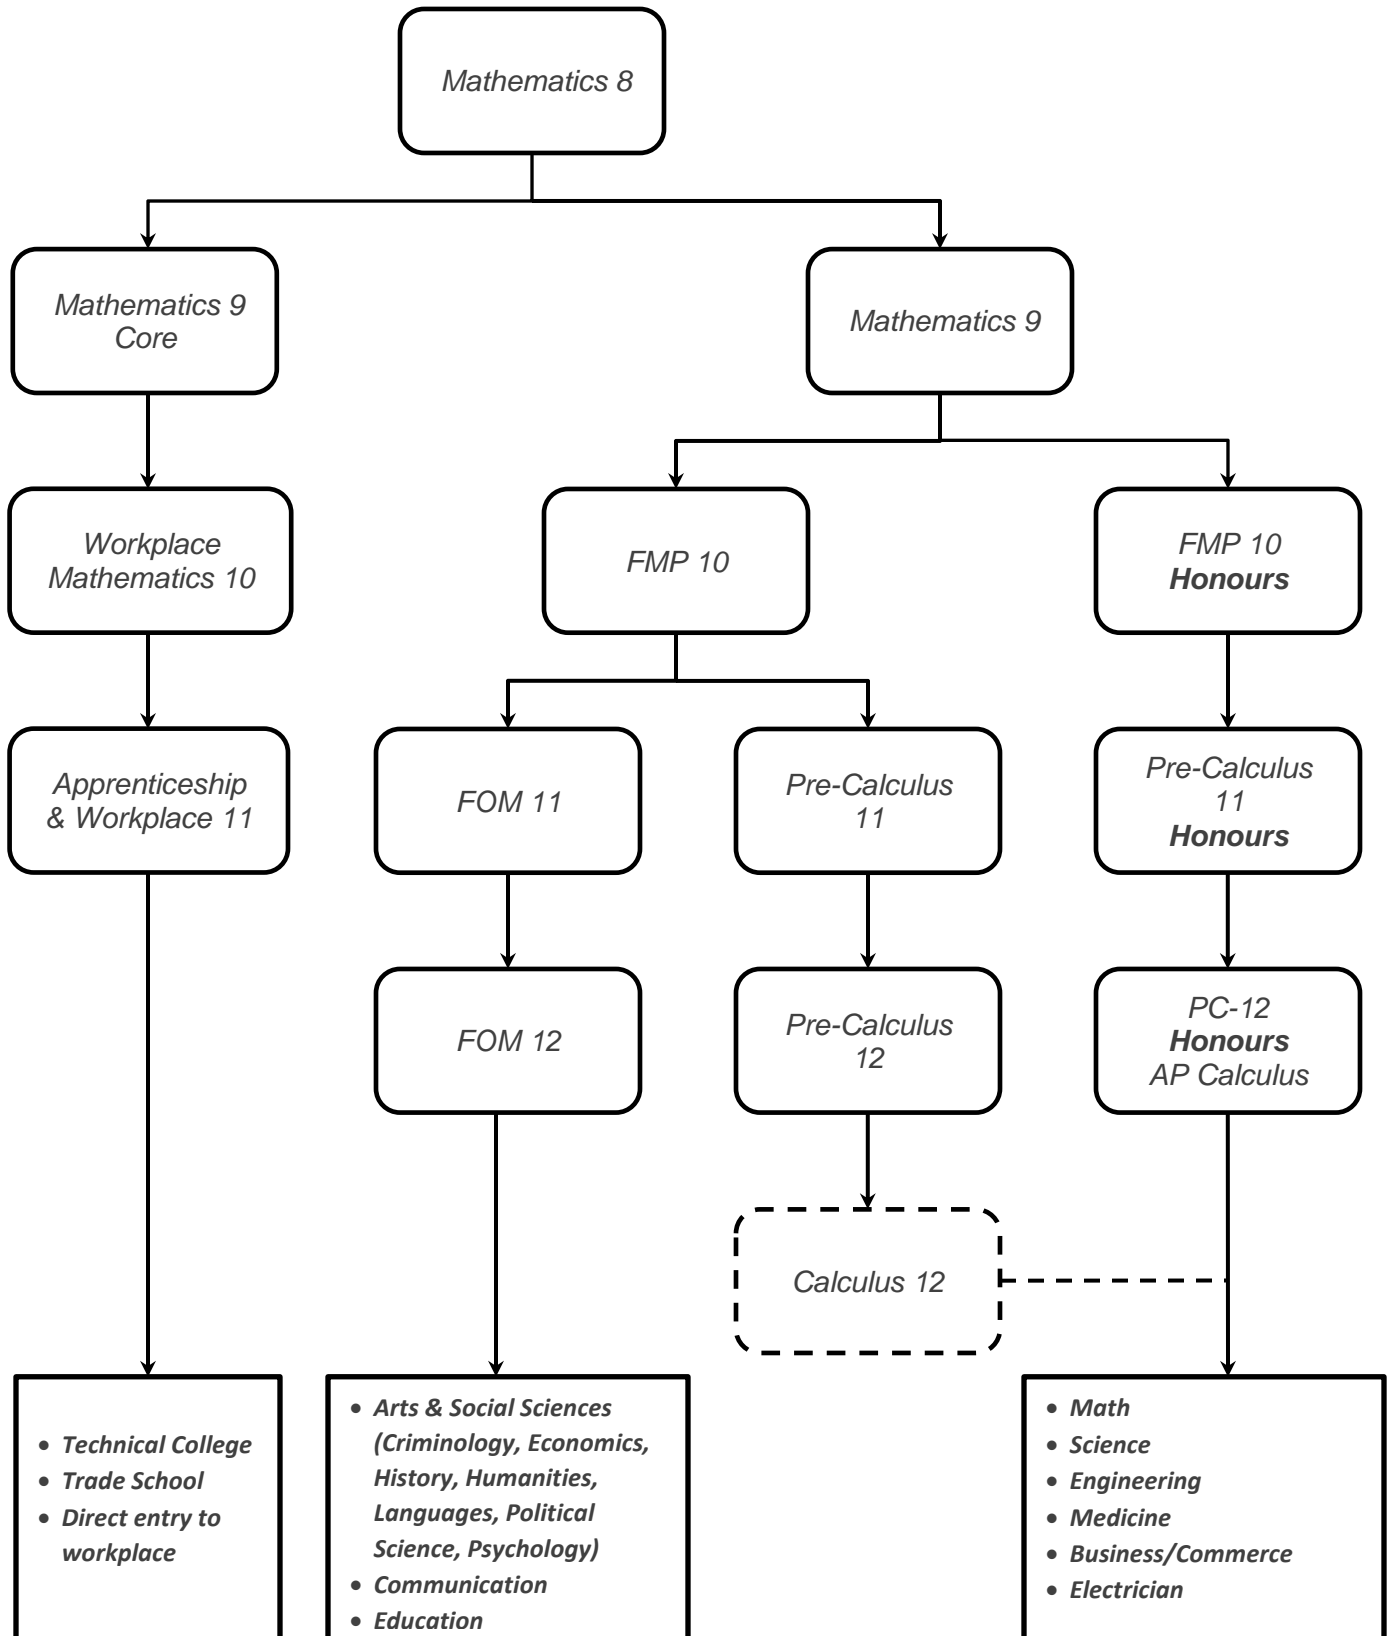 Mathematics 8
Mathematics 9
Core
Mathematics 9
Workplace
Mathematics 10
FMP 10
FMP 10
Honours
Apprenticeship
& Workplace 11
FOM 11
Pre-Calculus
11
Pre-Calculus
11
Honours
FOM 12
Pre-Calculus
12
PC-12
Honours
AP Calculus
Calculus 12
• Technical College
• Trade School
• Direct entry to
workplace
• Arts & Social Sciences
(Criminology, Economics,
History, Humanities,
Languages, Political
Science, Psychology)
• Communication
• Education
• Math
• Science
• Engineering
• Medicine
• Business/Commerce
• Electrician